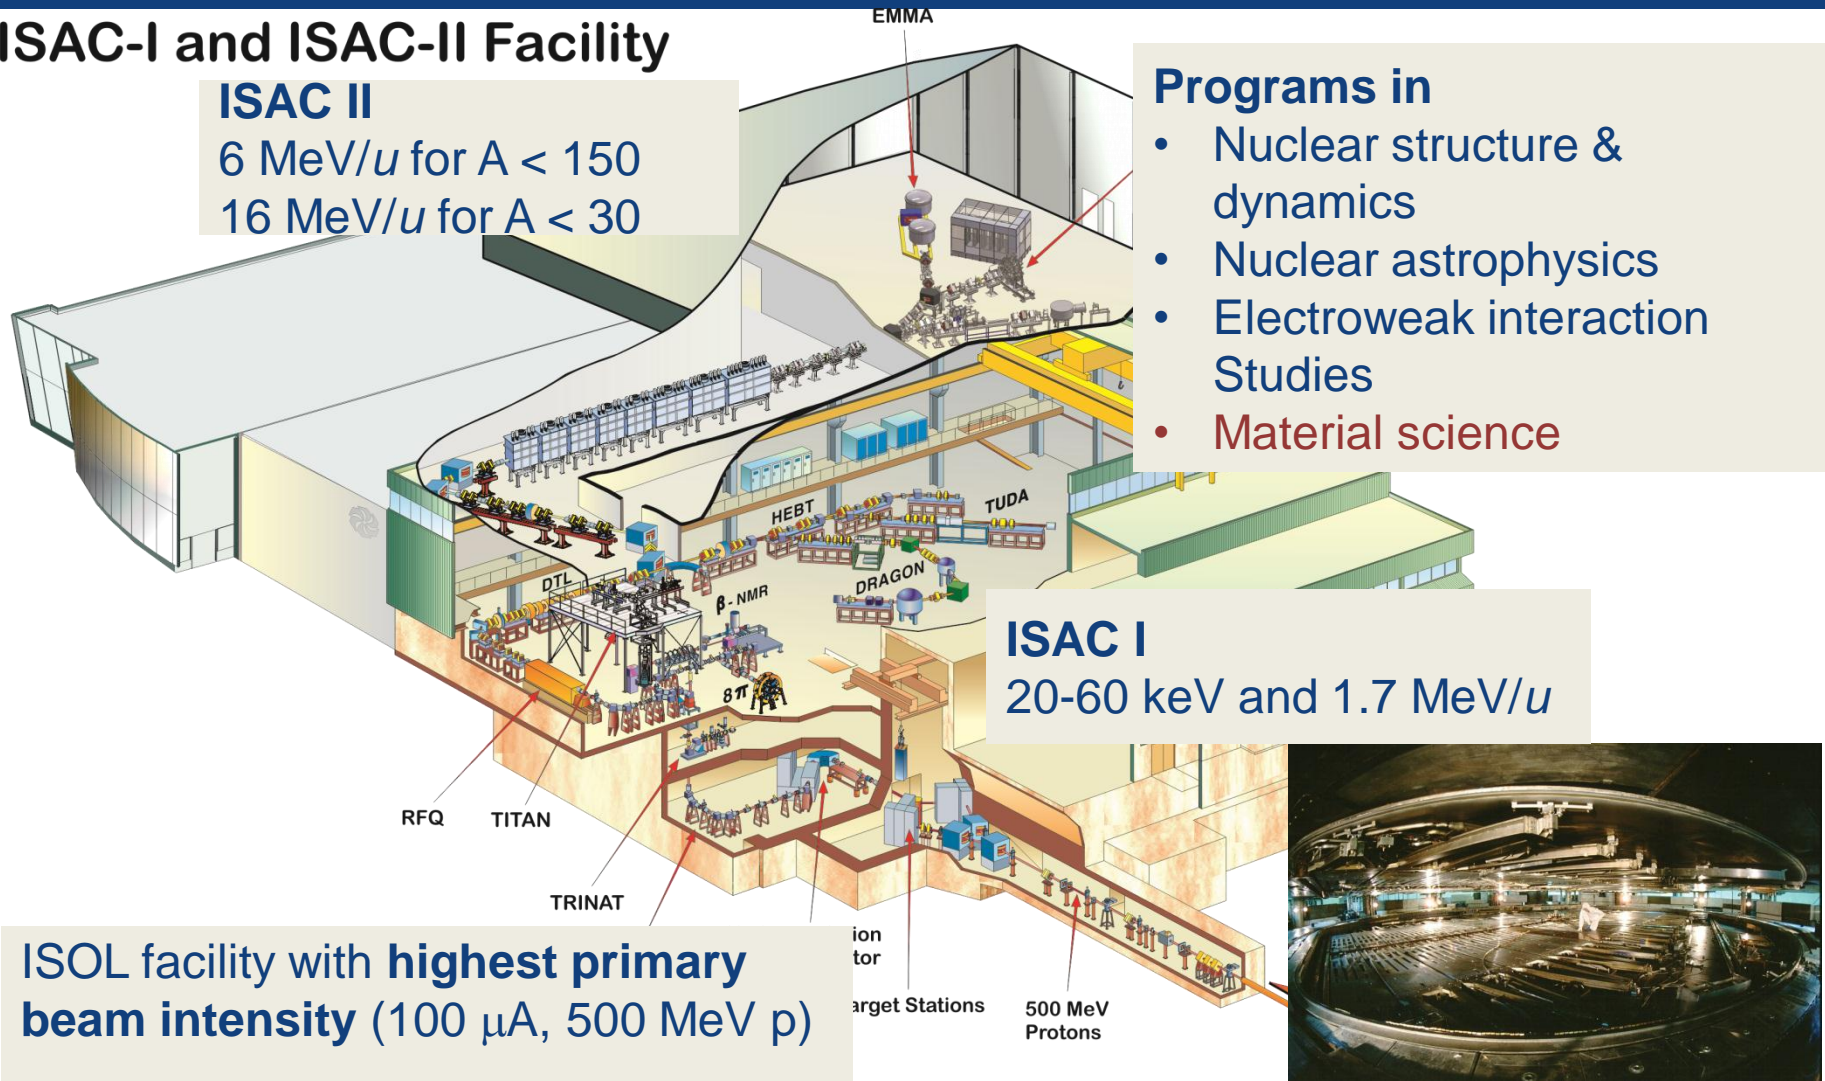 EMMA
ISAC-I and ISAC-II Facility
ISAC II
6 MeV/u for A < 150
16 MeV/u for A < 30
Programs in
• Nuclear structure &
dynamics
• Nuclear astrophysics
• Electroweak interaction
Studies
• Material science
HEBT
TUDA
DTL
β-NMR
DRAGON
8π
ISAC I
20-60 keV and 1.7 MeV/u
RFQ
TITAN
TRINAT
ion
tor
arget Stations
500 MeV
Protons
ISOL facility with highest primary
beam intensity (100 μA, 500 MeV p)